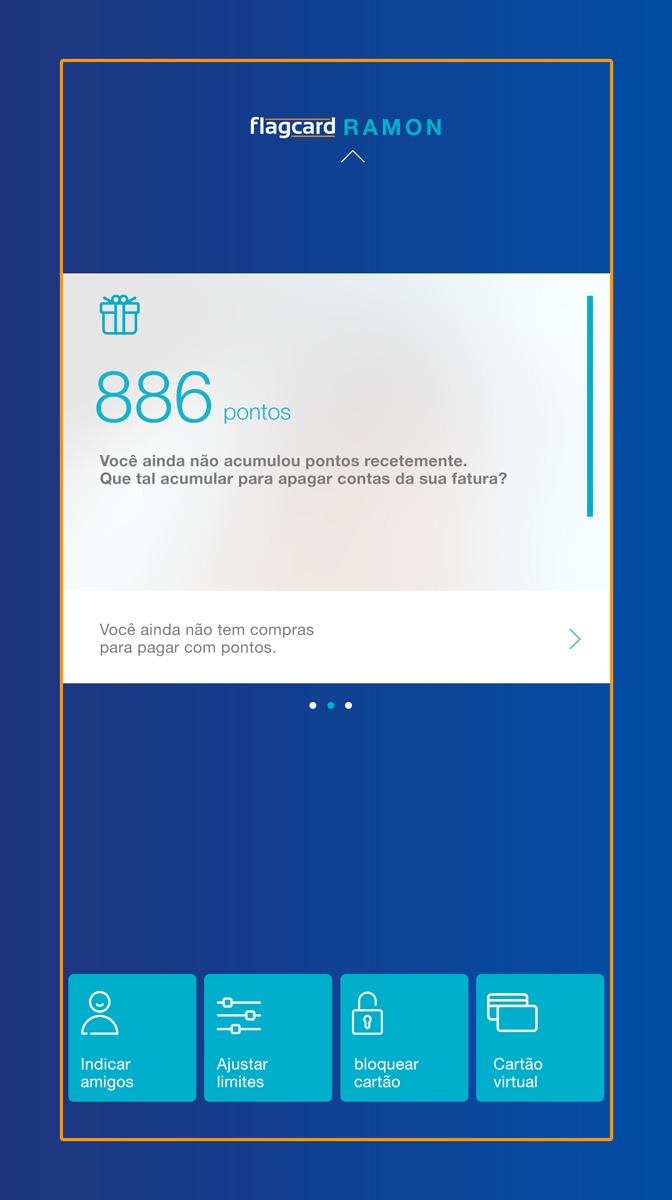 flagcard RAMON
886 pontos
Você ainda não acumulou pontos recetemente.
Que tal acumular para apagar contas da sua fatura?
Você ainda não tem compras
para pagar com pontos.
Indicar
amigos
Ajustar
limites
bloquear
cartão
Cartão
virtual